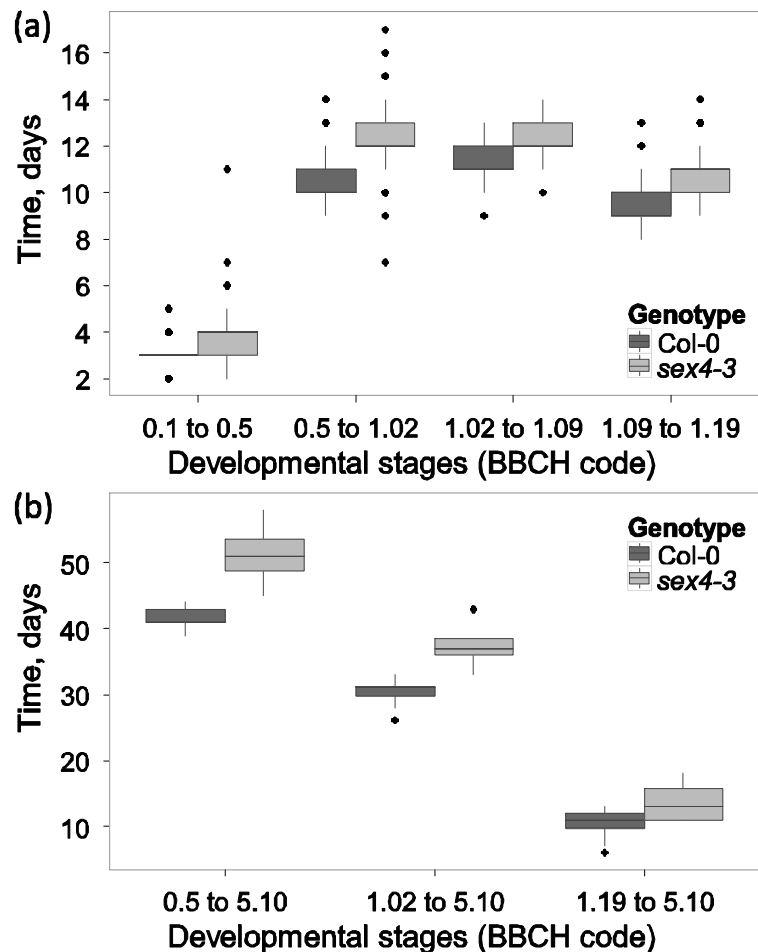 (a)
Time, days
16
14
12
10
8
6
4
2
Genotype
Col-0
sex4-3
0.1 to 0.5 0.5 to 1.02 1.02 to 1.09 1.09 to 1.19
Developmental stages (BBCH code)
(b)
Time, days
50
40
30
20
10
Genotype
Col-0
sex4-3
0.5 to 5.10 1.02 to 5.10 1.19 to 5.10
Developmental stages (BBCH code)